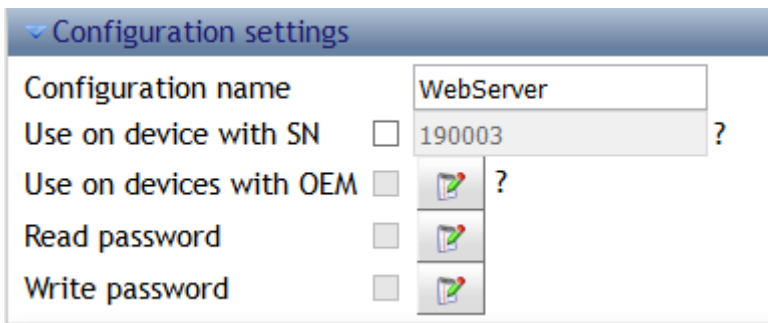 Configuration settings
Configuration name WebServer
Use on device with SN 190003 ?
Use on devices with OEM ?
Read password
Write password